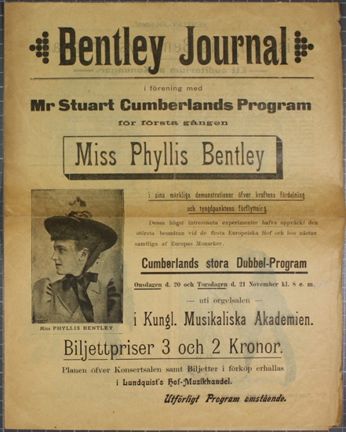 Bentley Journal
i förening med
Mr Stuart Cumberlands Program
för första gången
Miss Phyllis Bentley
i sina märkliga demonstrationer öfver kraftens fördelning
och tyngdpunktens förflyttning.
Dessa högst intressanta experimenter hafva uppväckt den
största beundran vid de flesta Europeiska Hof och hos nästan
samtliga af Europas Monarker.
Cumberlands stora Dubbel-Program
Onsdagen d. 20 och Torsdagen d. 21 November kl. 8 e. m.
— uti orgelsalen —
i Kungl. Musikaliska Akademien.
Biljettpriser 3 och 2 Kronor.
Planen öfver Konsertsalen samt Biljetter i förköp erhållas
i Lundquist's Hof-Musikhandel.
Utförligt Program omstående.
Miss PHYLLIS BENTLEY